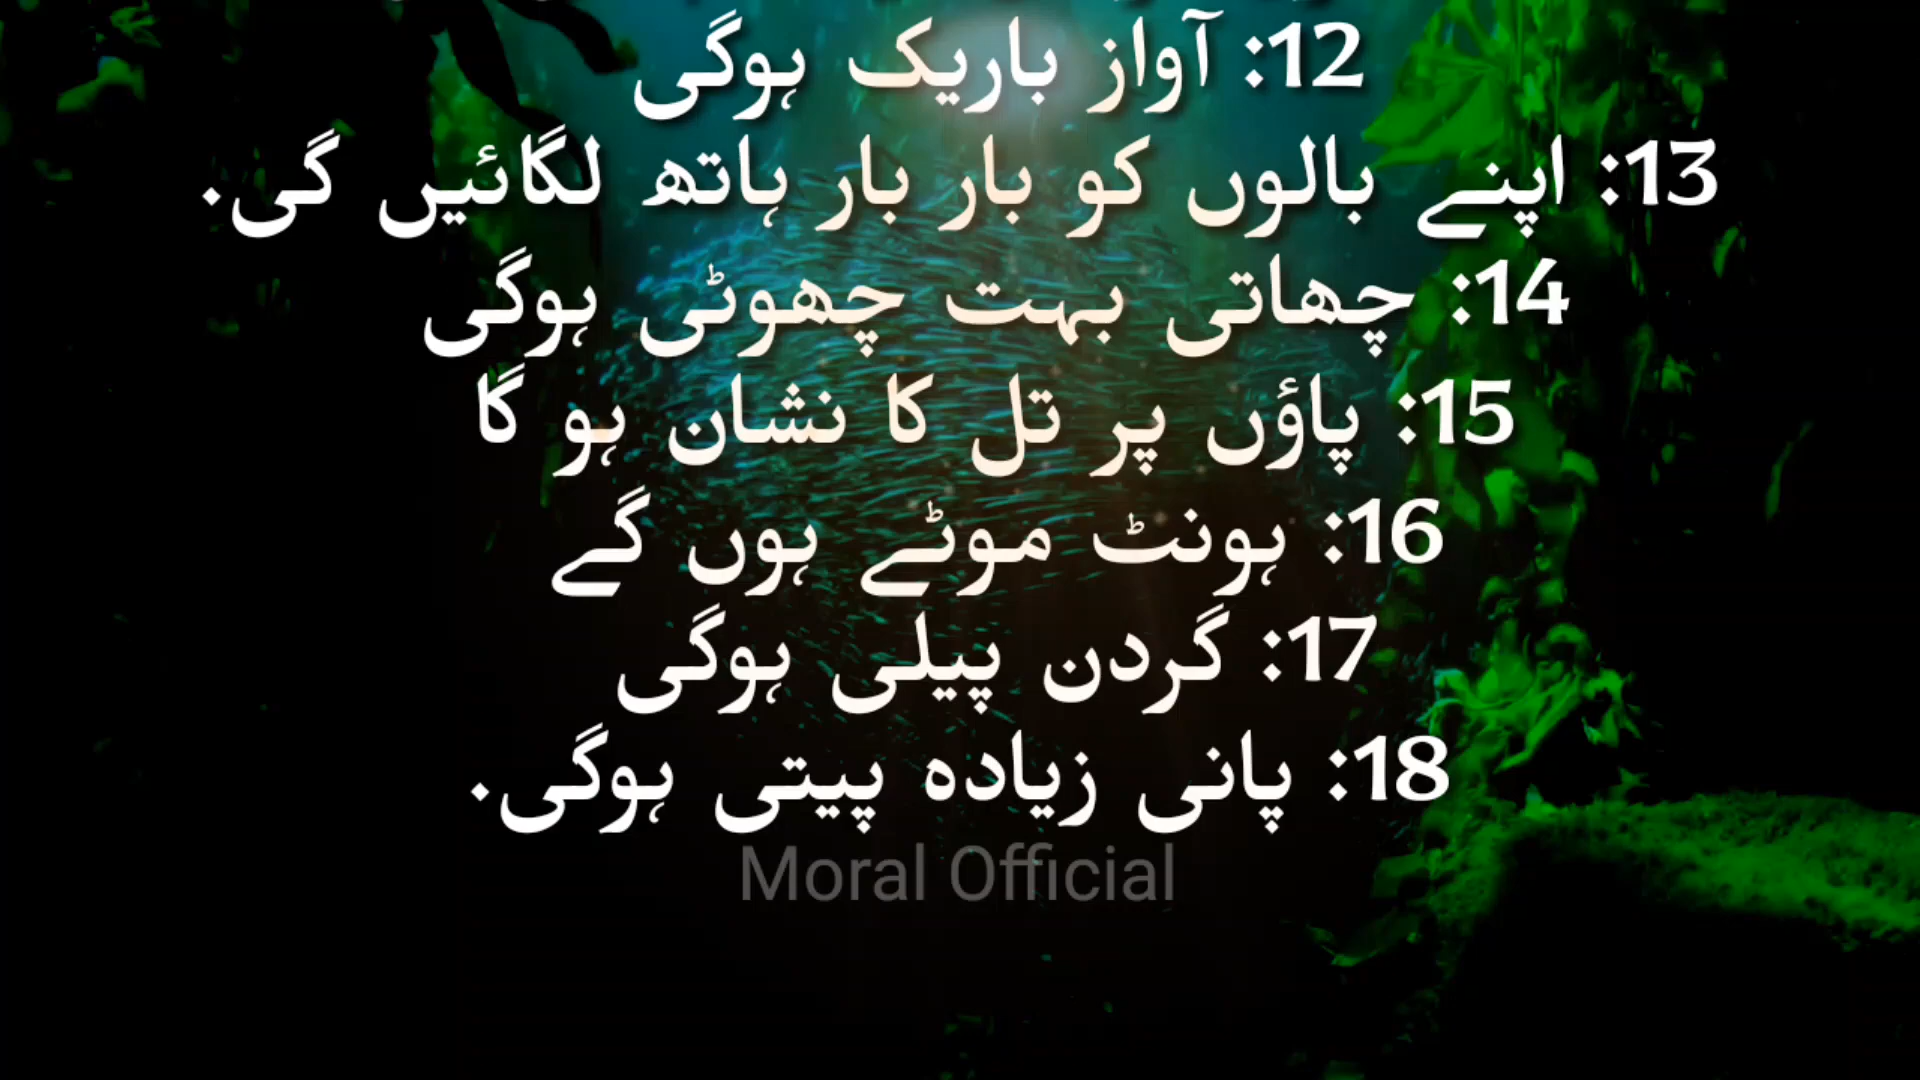 12: آواز باریک ہوگی
13: اپنے بالوں کو بار بار ہاتھ لگائیں گی.
14: چھاتی بہت چھوٹی ہوگی
15: پاؤں پر تل کا نشان ہو گا
16: ہونٹ موٹے ہوں گے
17: گردن پیلی ہوگی
18: پانی زیادہ پیتی ہوگی.
Moral Official